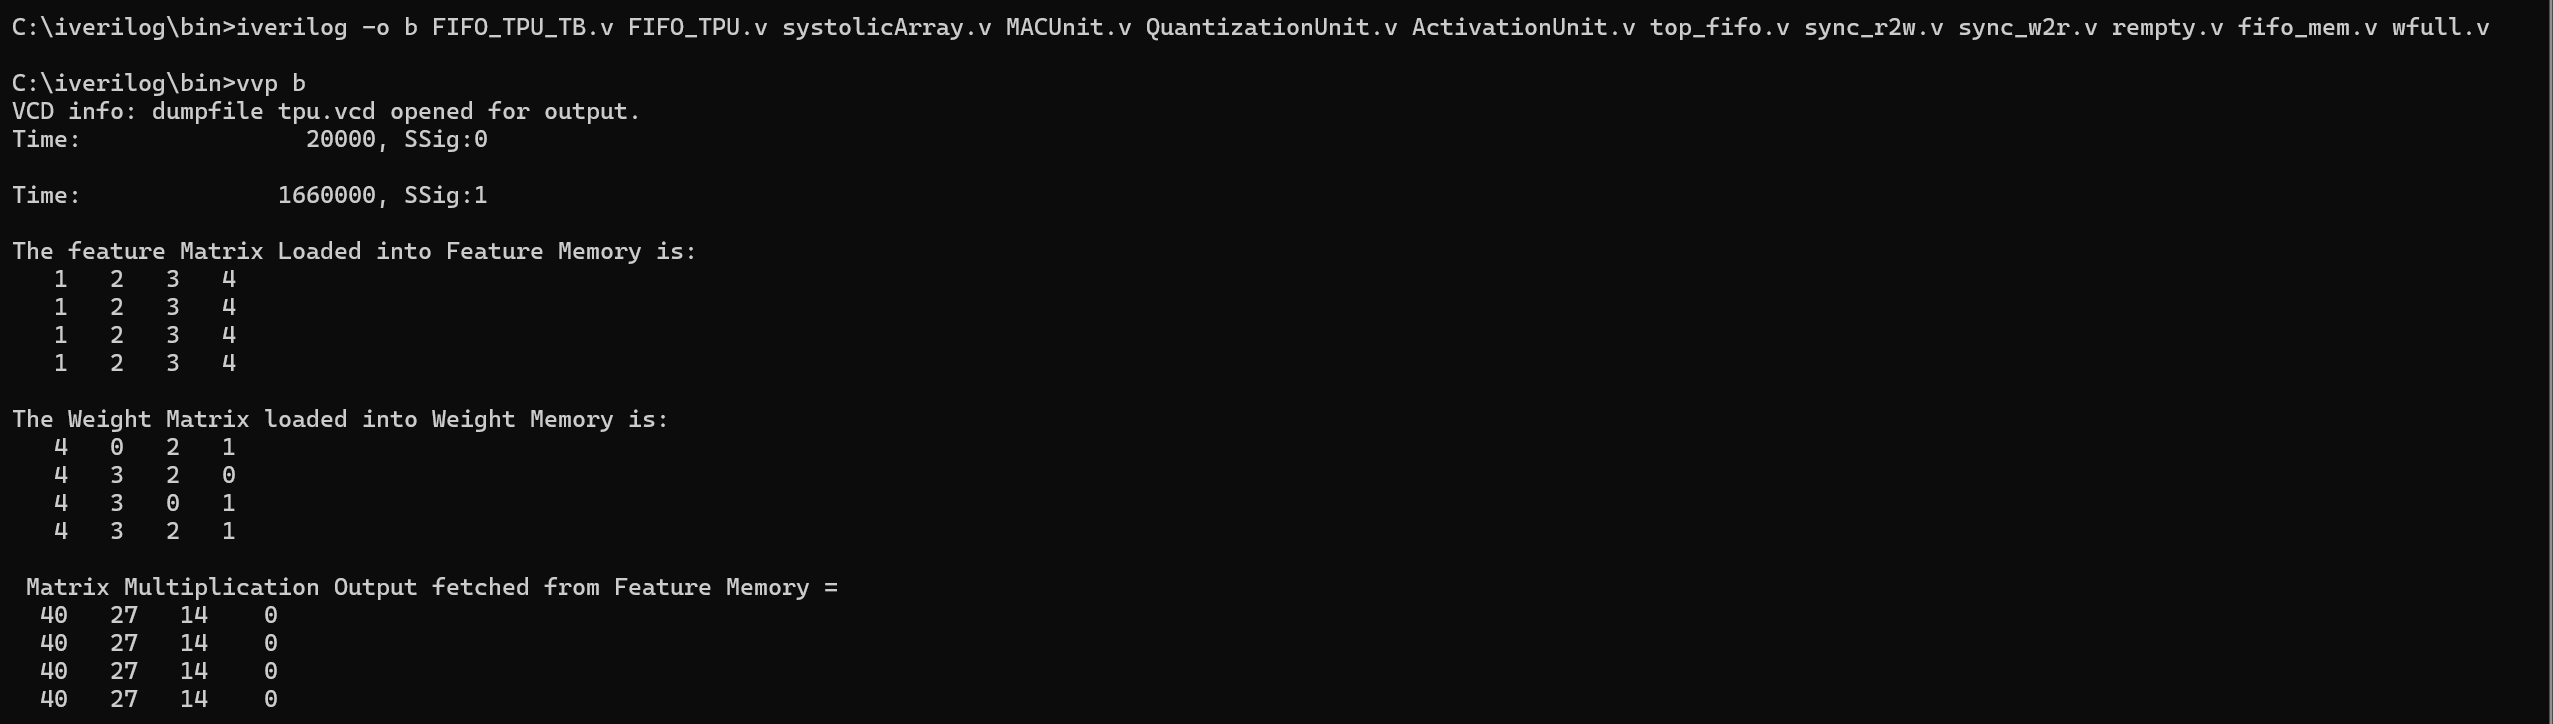 C:\iverilog\bin>iverilog -o b FIFO_TPU_TB.v FIFO_TPU.v systolicArray.v MACUnit.v QuantizationUnit.v ActivationUnit.v top_fifo.v sync_r2w.v sync_w2r.v rempty.v fifo_mem.v wfull.v
C:\iverilog\bin>vvp b
VCD info: dumpfile tpu.vcd opened for output.
Time:                20000, SSig:0
Time:              1660000, SSig:1
The feature Matrix Loaded into Feature Memory is:
   1   2   3   4
   1   2   3   4
   1   2   3   4
   1   2   3   4
The Weight Matrix loaded into Weight Memory is:
   4   0   2   1
   4   3   2   0
   4   3   0   1
   4   3   2   1
 Matrix Multiplication Output fetched from Feature Memory =
  40   27   14    0
  40   27   14    0
  40   27   14    0
  40   27   14    0